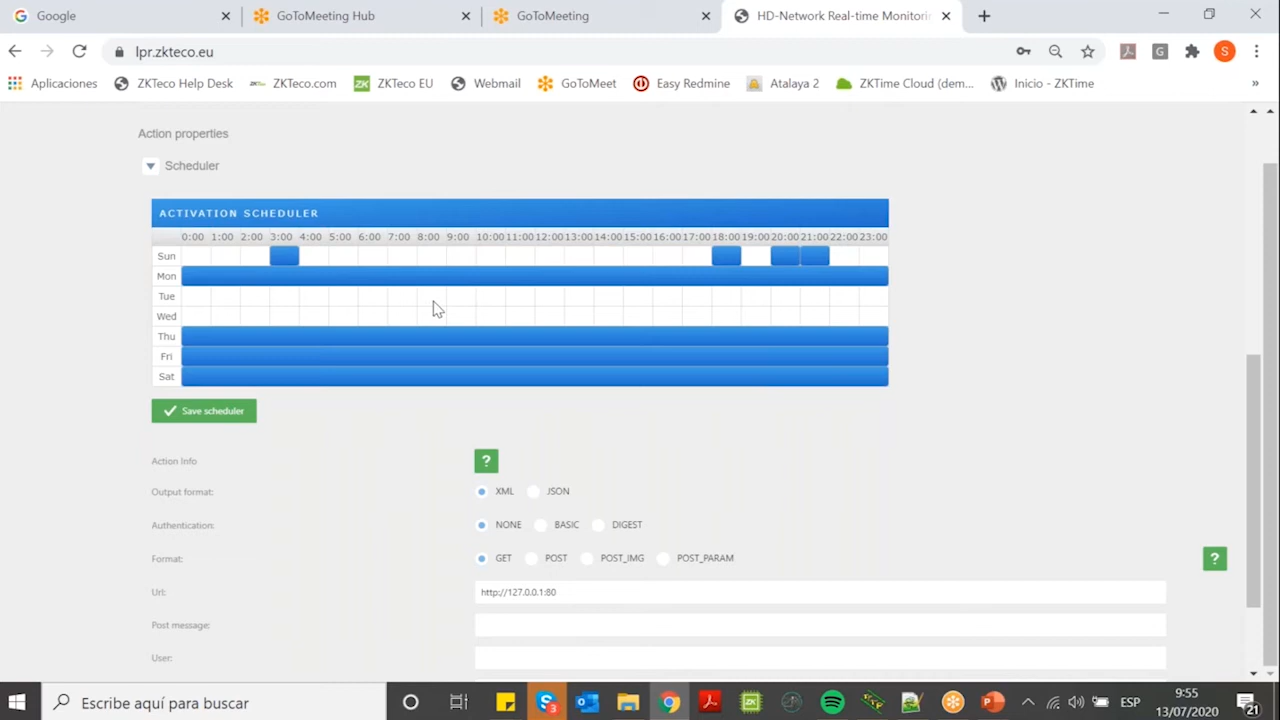 Google
GoToMeeting Hub
GoToMeeting
HD-Network Real-time Monitorin
lpr.zkteco.eu
S
Aplicaciones
ZKTeco Help Desk
ZKTeco.com
ZK
ZKTeco EU
Webmail
GoToMeet
Easy Redmine
Atalaya 2
ZKTime Cloud (dem...
Inicio - ZKTime
»
Action properties
Scheduler
ACTIVATION SCHEDULER
0:00 1:00 2:00 3:00 4:00 5:00 6:00 7:00 8:00 9:00 10:00 11:00 12:00 13:00 14:00 15:00 16:00 17:00 18:00 19:00 20:00 21:00 22:00 23:00
Sun
Mon
Tue
Wed
Thu
Fri
Sat
Save scheduler
Action Info ?
Output format: XML JSON
Authentication: NONE BASIC DIGEST
Format: GET POST POST_IMG POST_PARAM ?
Url: http://127.0.0.1:80
Post message:
User:
Escribe aquí para buscar
3
ZK
ESP
9:55
13/07/2020
21